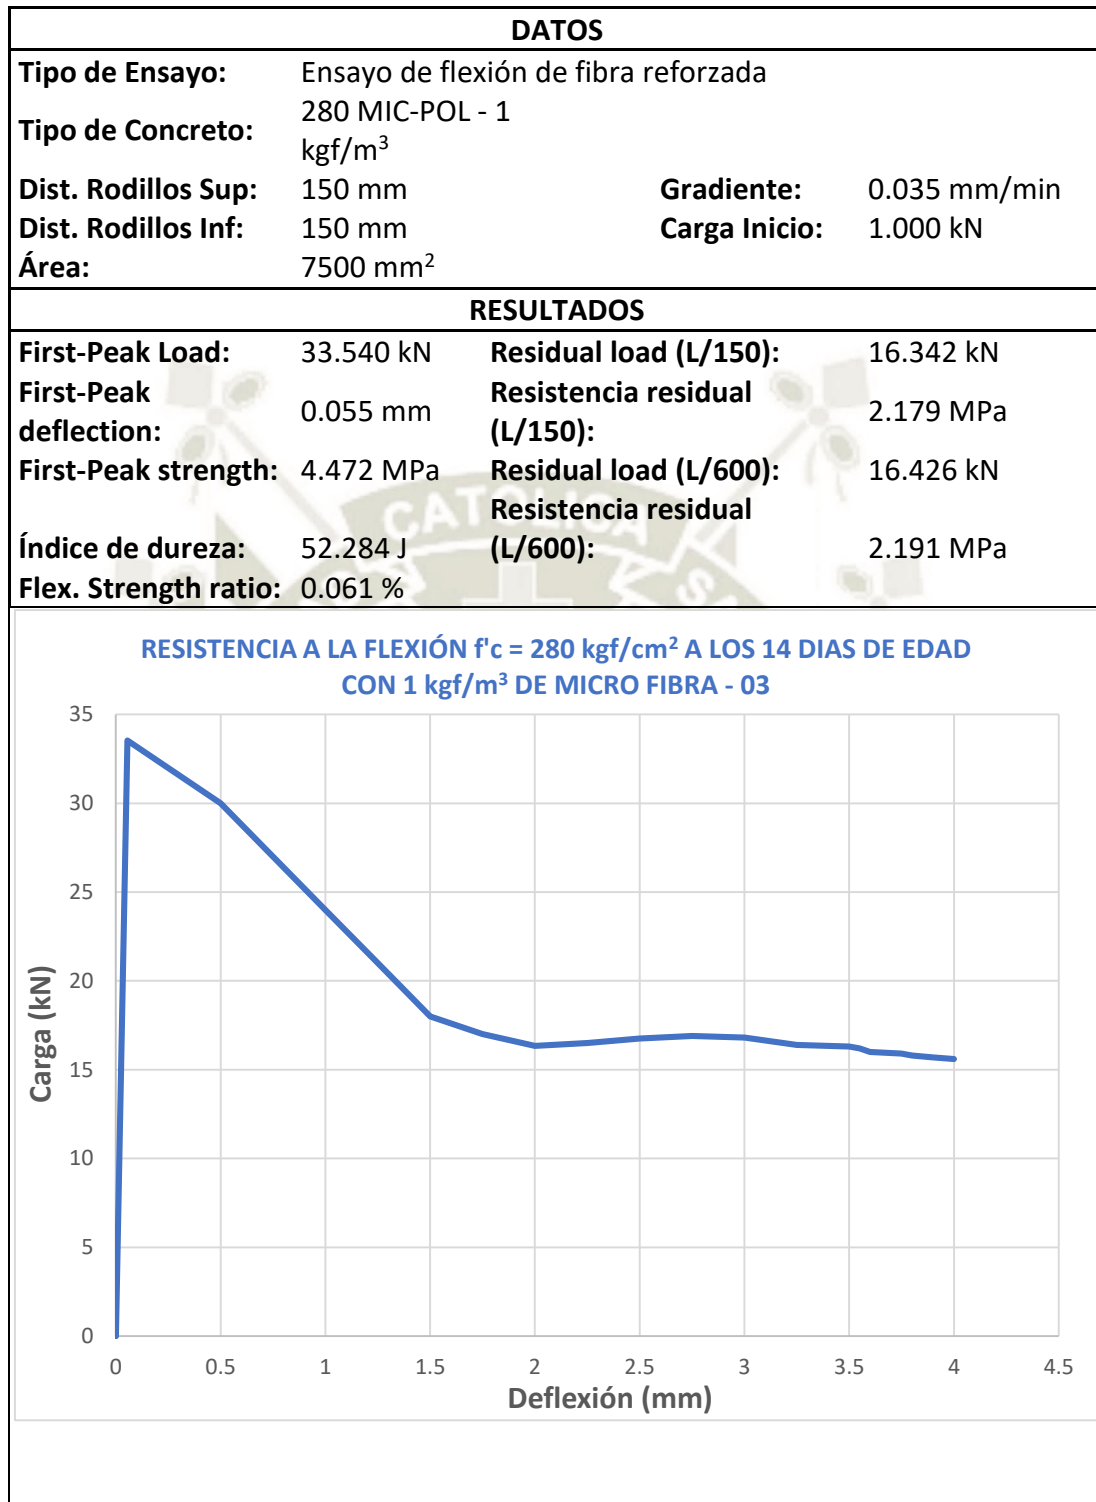 DATOS
Tipo de Ensayo: Ensayo de flexión de fibra reforzada
Tipo de Concreto: 280 MIC-POL - 1
kgf/m³
Dist. Rodillos Sup: 150 mm Gradiente: 0.035 mm/min
Dist. Rodillos Inf: 150 mm Carga Inicio: 1.000 kN
Área: 7500 mm²
RESULTADOS
First-Peak Load: 33.540 kN Residual load (L/150): 16.342 kN
First-Peak
deflection: 0.055 mm Resistencia residual
(L/150): 2.179 MPa
First-Peak strength: 4.472 MPa Residual load (L/600): 16.426 kN
Índice de dureza: 52.284 J Resistencia residual
(L/600): 2.191 MPa
Flex. Strength ratio: 0.061 %
CATOLICA
RESISTENCIA A LA FLEXIÓN f'c = 280 kgf/cm² A LOS 14 DIAS DE EDAD
CON 1 kgf/m³ DE MICRO FIBRA - 03
35
30
25
20
15
10
5
0
Carga (kN)
0 0.5 1 1.5 2 2.5 3 3.5 4 4.5
Deflexión (mm)